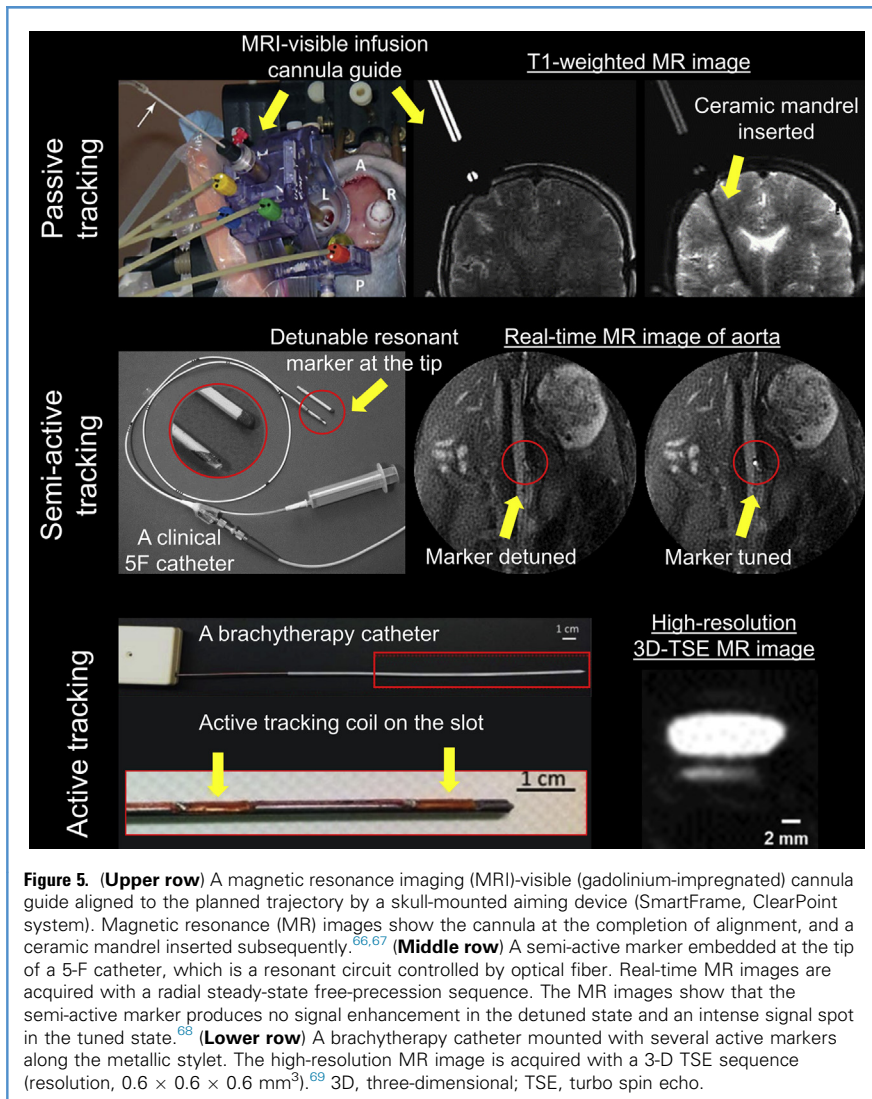 MRI-visible infusion
cannula guide
T1-weighted MR image
Ceramic mandrel
inserted
Passive
tracking
A
L
R
P
Detunable resonant
marker at the tip
Real-time MR image of aorta
Semi-active
tracking
A clinical
5F catheter
Marker detuned
Marker tuned
A brachytherapy catheter
1 cm
High-resolution
3D-TSE MR image
Active tracking
Active tracking coil on the slot
1 cm
2 mm
Figure 5. (Upper row) A magnetic resonance imaging (MRI)-visible (gadolinium-impregnated) cannula
guide aligned to the planned trajectory by a skull-mounted aiming device (SmartFrame, ClearPoint
system). Magnetic resonance (MR) images show the cannula at the completion of alignment, and a
ceramic mandrel inserted subsequently.66,67 (Middle row) A semi-active marker embedded at the tip
of a 5-F catheter, which is a resonant circuit controlled by optical fiber. Real-time MR images are
acquired with a radial steady-state free-precession sequence. The MR images show that the
semi-active marker produces no signal enhancement in the detuned state and an intense signal spot
in the tuned state.68 (Lower row) A brachytherapy catheter mounted with several active markers
along the metallic stylet. The high-resolution MR image is acquired with a 3-D TSE sequence
(resolution, 0.6 × 0.6 × 0.6 mm3).69 3D, three-dimensional; TSE, turbo spin echo.